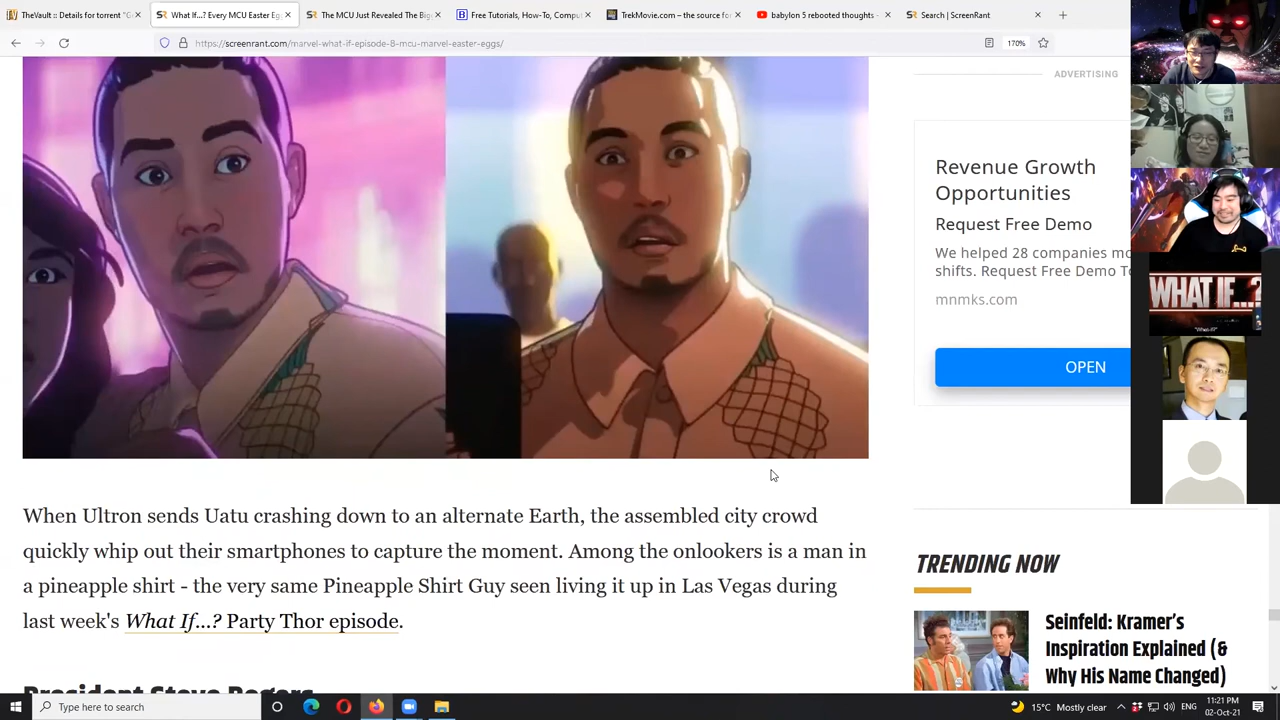 TheVault :: Details for torrent "G
What If...? Every MCU Easter Eg
The MCU Just Revealed The Big
Free Tutorials, How-To, Compu
TrekMovie.com – the source fo
babylon 5 rebooted thoughts -
Search | ScreenRant
https://screenrant.com/marvel-what-if-episode-8-mcu-marvel-easter-eggs/
170%
ADVERTISING
Revenue Growth
Opportunities
Request Free Demo
We helped 28 companies
shifts. Request Free Demo
mnmks.com
OPEN
WHAT IF...?
When Ultron sends Uatu crashing down to an alternate Earth, the assembled city crowd
quickly whip out their smartphones to capture the moment. Among the onlookers is a man in
a pineapple shirt - the very same Pineapple Shirt Guy seen living it up in Las Vegas during
last week's What If...? Party Thor episode.
President Steve Rogers
TRENDING NOW
Seinfeld: Kramer's
Inspiration Explained (&
Why His Name Changed)
Type here to search
15°C Mostly clear
ENG
11:21 PM
02-Oct-21